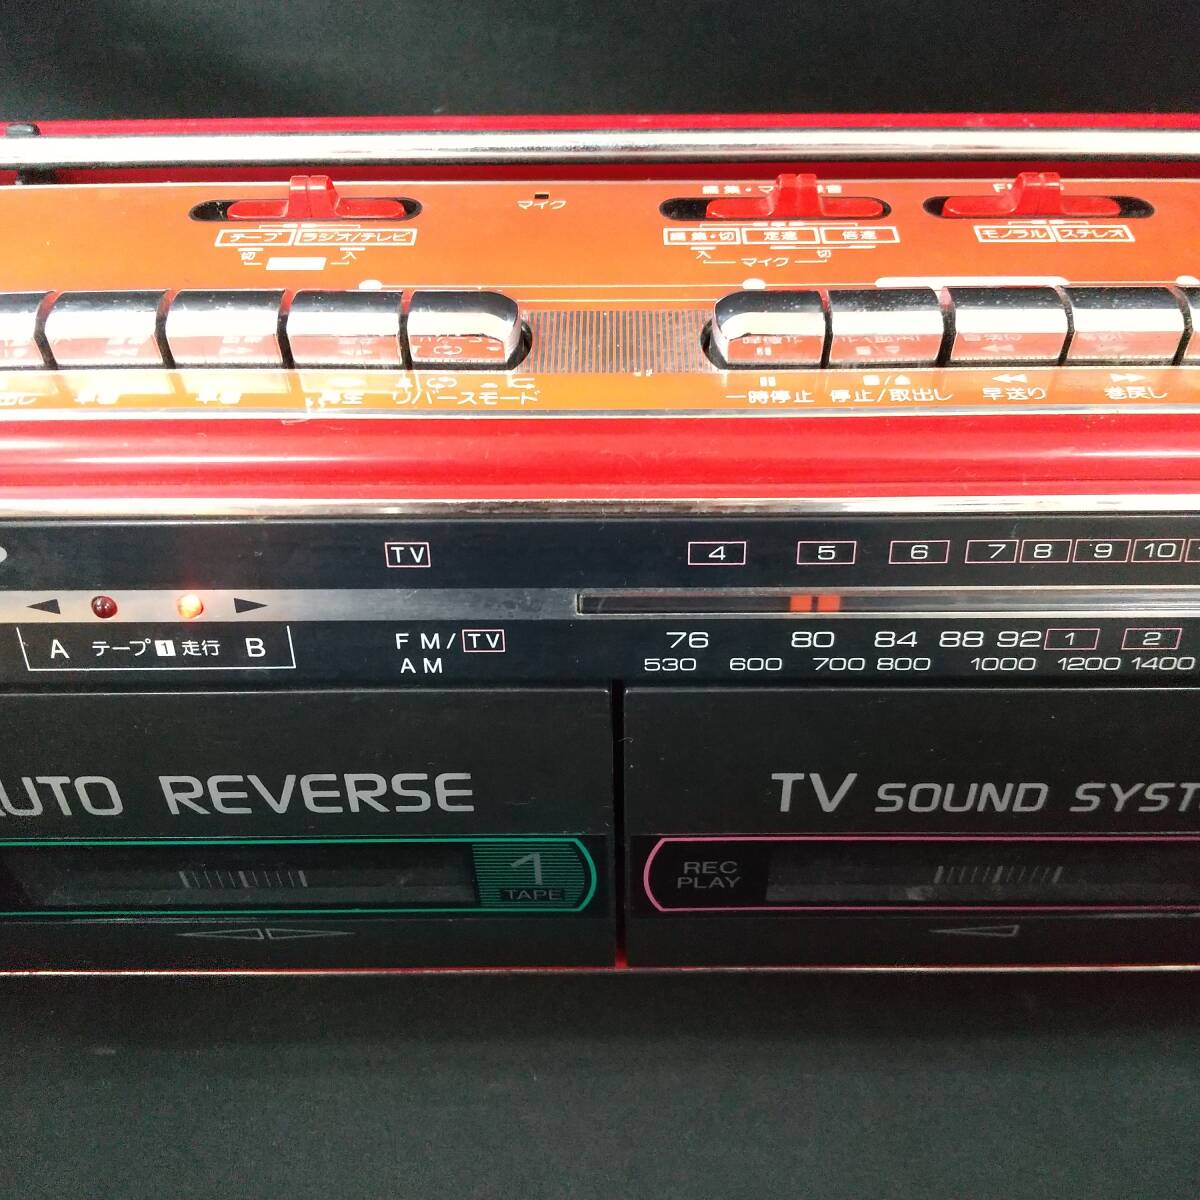 マイク
テープ ラジオ/テレビ
編集・切 定速 倍速
モノラル ステレオ
切 入
入 マイク 切
再生 リバースモード
一時停止 停止/取出し 早送り 巻戻し
TV 4 5 6 7 8 9 10
A テープ 1 走行 B
FM/TV 76 80 84 88 92 1 2
AM 530 600 700 800 1000 1200 1400
AUTO REVERSE
TV SOUND SYST
1
TAPE
REC
PLAY